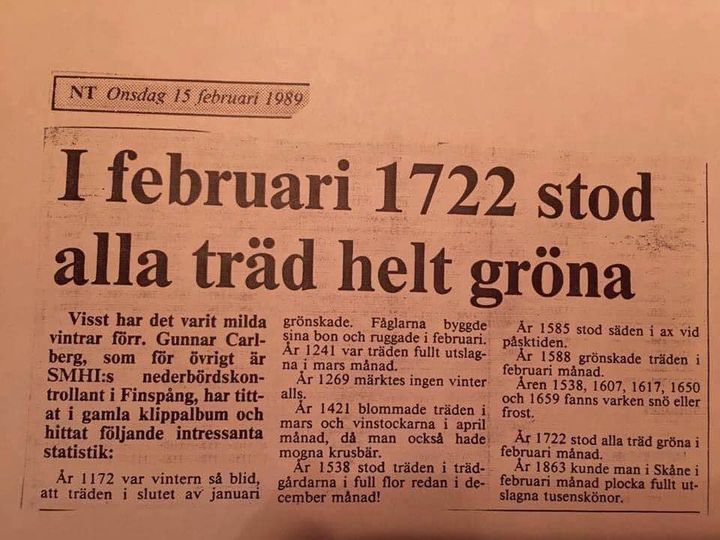 NT Onsdag 15 februari 1989
I februari 1722 stod
alla träd helt gröna
Visst har det varit milda
vintrar förr. Gunnar Carl-
berg, som för övrigt är
SMHI:s nederbördskon-
trollant i Finspång, har titt-
at i gamla klippalbum och
hittat följande intressanta
statistik:
År 1172 var vintern så blid,
att träden i slutet av januari
grönskade. Fåglarna byggde
sina bon och ruggade i februari.
År 1241 var träden fullt utslag-
na i mars månad.
År 1269 märktes ingen vinter
alls.
År 1421 blommade träden i
mars och vinstockarna i april
månad, då man också hade
mogna krusbär.
År 1538 stod träden i träd-
gårdarna i full flor redan i de-
cember månad!
År 1585 stod säden i ax vid
påsktiden.
År 1588 grönskade träden i
februari månad.
Åren 1538, 1607, 1617, 1650
och 1659 fanns varken snö eller
frost.
År 1722 stod alla träd gröna i
februari månad.
År 1863 kunde man i Skåne i
februari månad plocka fullt ut-
slagna tusenskönor.